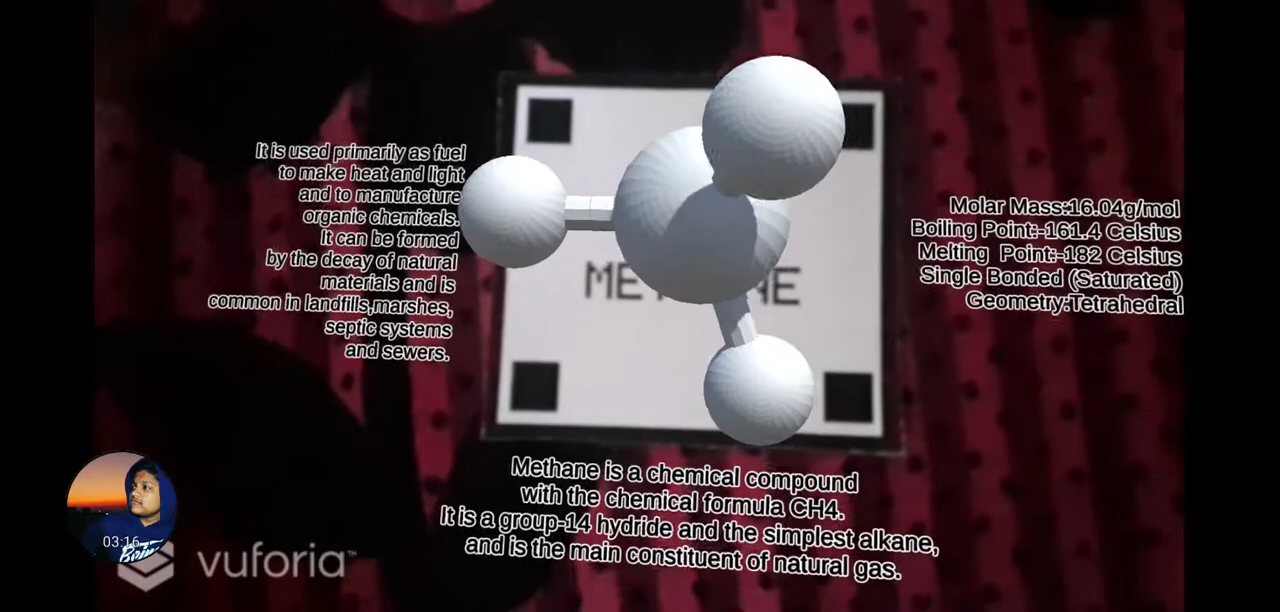 It is used primarily as fuel
to make heat and light
and to manufacture
organic chemicals.
It can be formed
by the decay of natural
materials and is
common in landfills,marshes,
septic systems
and sewers.
Molar Mass:16.04g/mol
Boiling Point:-161.4 Celsius
Melting Point:-182 Celsius
Single Bonded (Saturated)
Geometry:Tetrahedral
Methane is a chemical compound
with the chemical formula CH4.
It is a group-14 hydride and the simplest alkane,
and is the main constituent of natural gas.
03:16
vuforia™